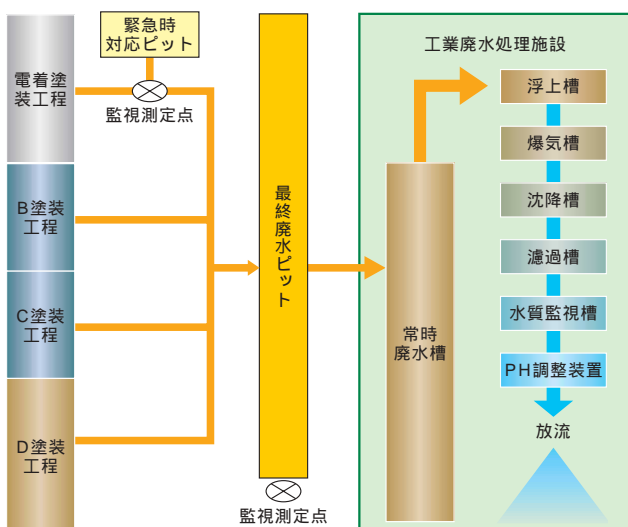 緊急時
対応ピット
電着塗
装工程
監視測定点
B塗装
工程
C塗装
工程
D塗装
工程
最終廃水ピット
監視測定点
工業廃水処理施設
常時
廃水槽
浮上槽
爆気槽
沈降槽
濾過槽
水質監視槽
PH調整装置
放流